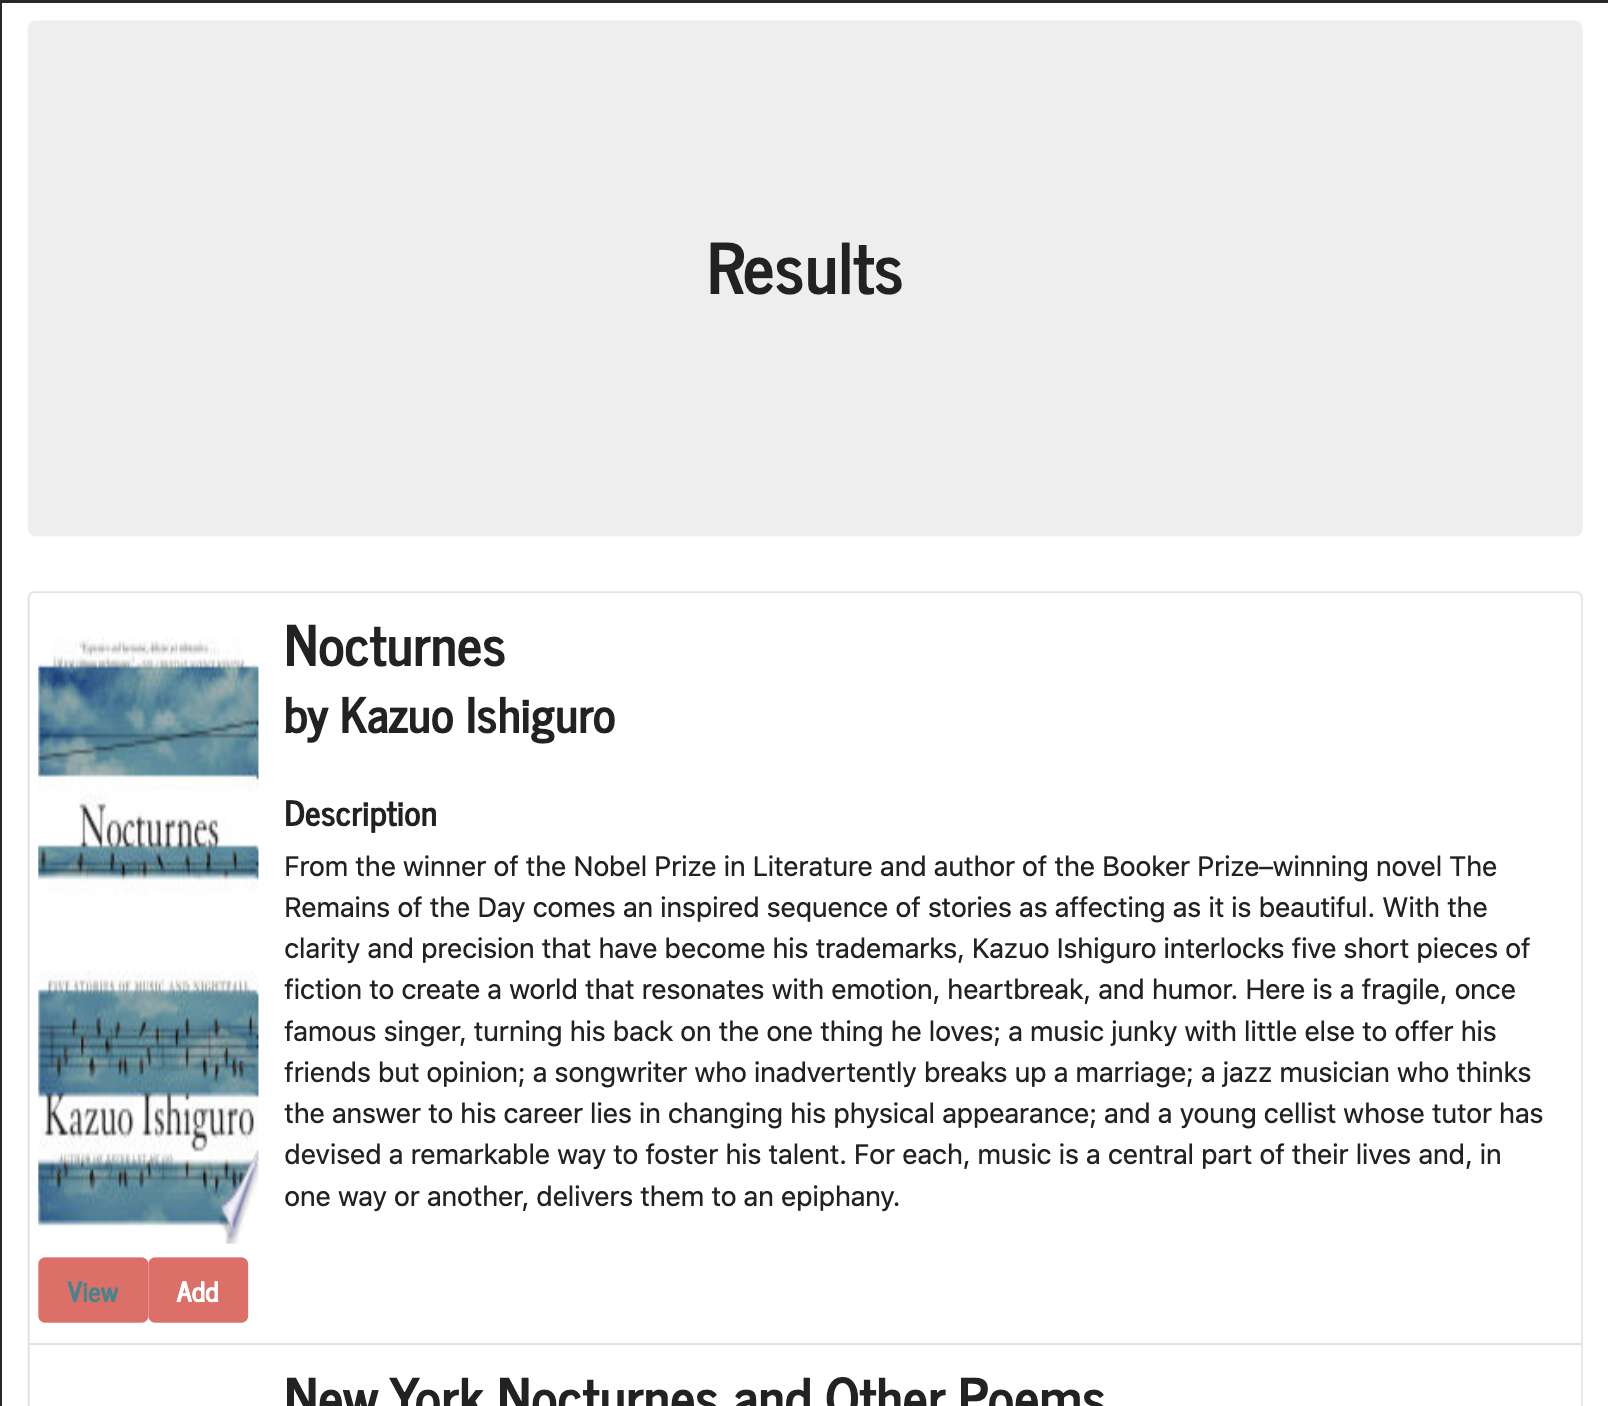 Results
Nocturnes
by Kazuo Ishiguro
Nocturnes
FIVE STORIES OF MUSIC AND NIGHTFALL
Kazuo Ishiguro
Description
From the winner of the Nobel Prize in Literature and author of the Booker Prize–winning novel The
Remains of the Day comes an inspired sequence of stories as affecting as it is beautiful. With the
clarity and precision that have become his trademarks, Kazuo Ishiguro interlocks five short pieces of
fiction to create a world that resonates with emotion, heartbreak, and humor. Here is a fragile, once
famous singer, turning his back on the one thing he loves; a music junky with little else to offer his
friends but opinion; a songwriter who inadvertently breaks up a marriage; a jazz musician who thinks
the answer to his career lies in changing his physical appearance; and a young cellist whose tutor has
devised a remarkable way to foster his talent. For each, music is a central part of their lives and, in
one way or another, delivers them to an epiphany.
View
Add
New York Nocturnes and Other Poems